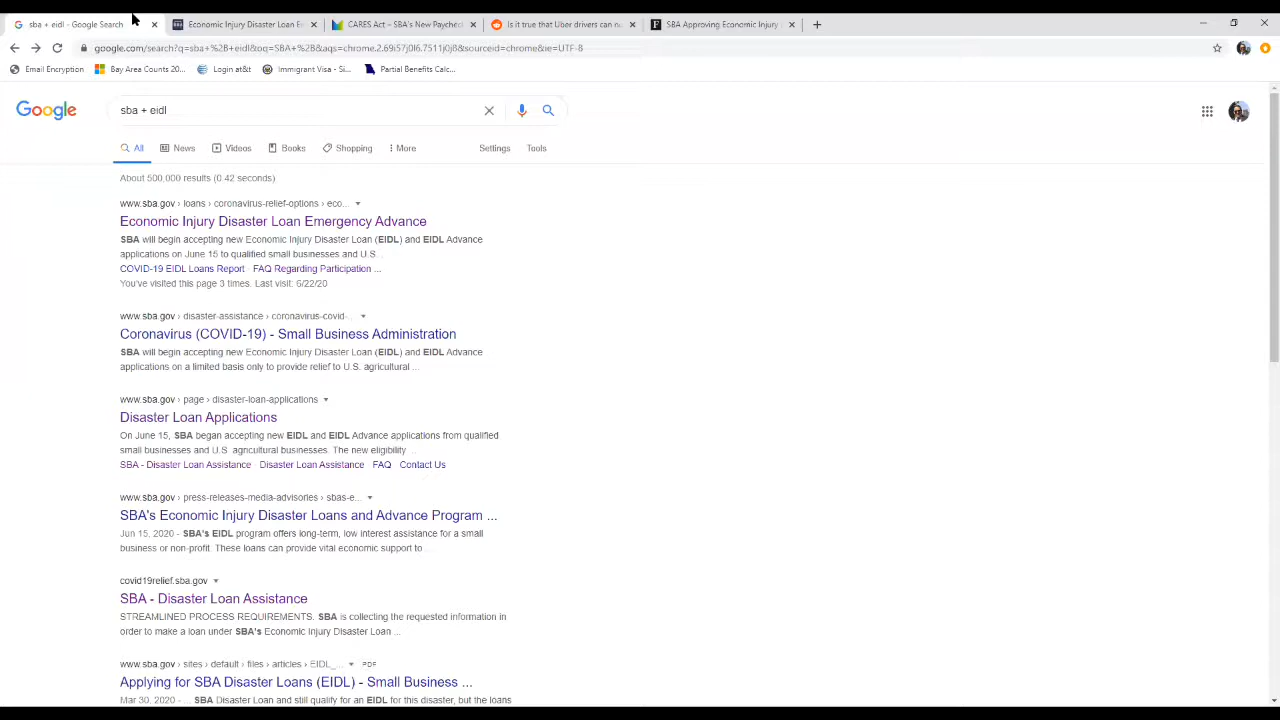 sba + eidl - Google Search
Economic Injury Disaster Loan E
CARES Act – SBA's New Paychec
Is it true that Uber drivers can no
SBA Approving Economic Injury
google.com/search?q=sba+%2B+eidl&oq=SBA+%2B&aqs=chrome.2.69i57j0l6.7511j0j8&sourceid=chrome&ie=UTF-8
Email Encryption
Bay Area Counts 20...
Login at&t
Immigrant Visa - Si...
Partial Benefits Calc...
Google
sba + eidl
All
News
Videos
Books
Shopping
More
Settings
Tools
About 500,000 results (0.42 seconds)
www.sba.gov › loans › coronavirus-relief-options › eco...
Economic Injury Disaster Loan Emergency Advance
SBA will begin accepting new Economic Injury Disaster Loan (EIDL) and EIDL Advance
applications on June 15 to qualified small businesses and U.S.
COVID-19 EIDL Loans Report · FAQ Regarding Participation ...
You've visited this page 3 times. Last visit: 6/22/20
www.sba.gov › disaster-assistance › coronavirus-covid-...
Coronavirus (COVID-19) - Small Business Administration
SBA will begin accepting new Economic Injury Disaster Loan (EIDL) and EIDL Advance
applications on a limited basis only to provide relief to U.S. agricultural ...
www.sba.gov › page › disaster-loan-applications
Disaster Loan Applications
On June 15, SBA began accepting new EIDL and EIDL Advance applications from qualified
small businesses and U.S. agricultural businesses. The new eligibility ...
SBA - Disaster Loan Assistance · Disaster Loan Assistance · FAQ · Contact Us
www.sba.gov › press-releases-media-advisories › sbas-e...
SBA's Economic Injury Disaster Loans and Advance Program ...
Jun 15, 2020 - SBA's EIDL program offers long-term, low interest assistance for a small
business or non-profit. These loans can provide vital economic support to ...
covid19relief.sba.gov
SBA - Disaster Loan Assistance
STREAMLINED PROCESS REQUIREMENTS. SBA is collecting the requested information in
order to make a loan under SBA's Economic Injury Disaster Loan ...
www.sba.gov › sites › default › files › articles › EIDL_... PDF
Applying for SBA Disaster Loans (EIDL) - Small Business ...
Mar 30, 2020 - ... SBA Disaster Loan and still qualify for an EIDL for this disaster, but the loans